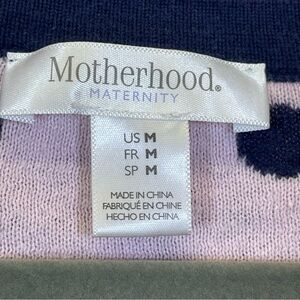 Motherhood®
MATERNITY
US M
FR M
SP M
MADE IN CHINA
FABRIQUÉ EN CHINE
HECHO EN CHINA